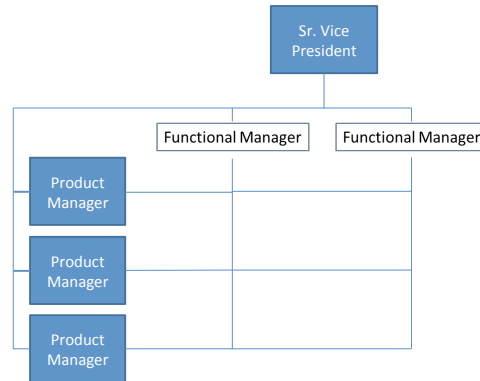 Sr. Vice
President
Functional Manager
Functional Manager
Product
Manager
Product
Manager
Product
Manager